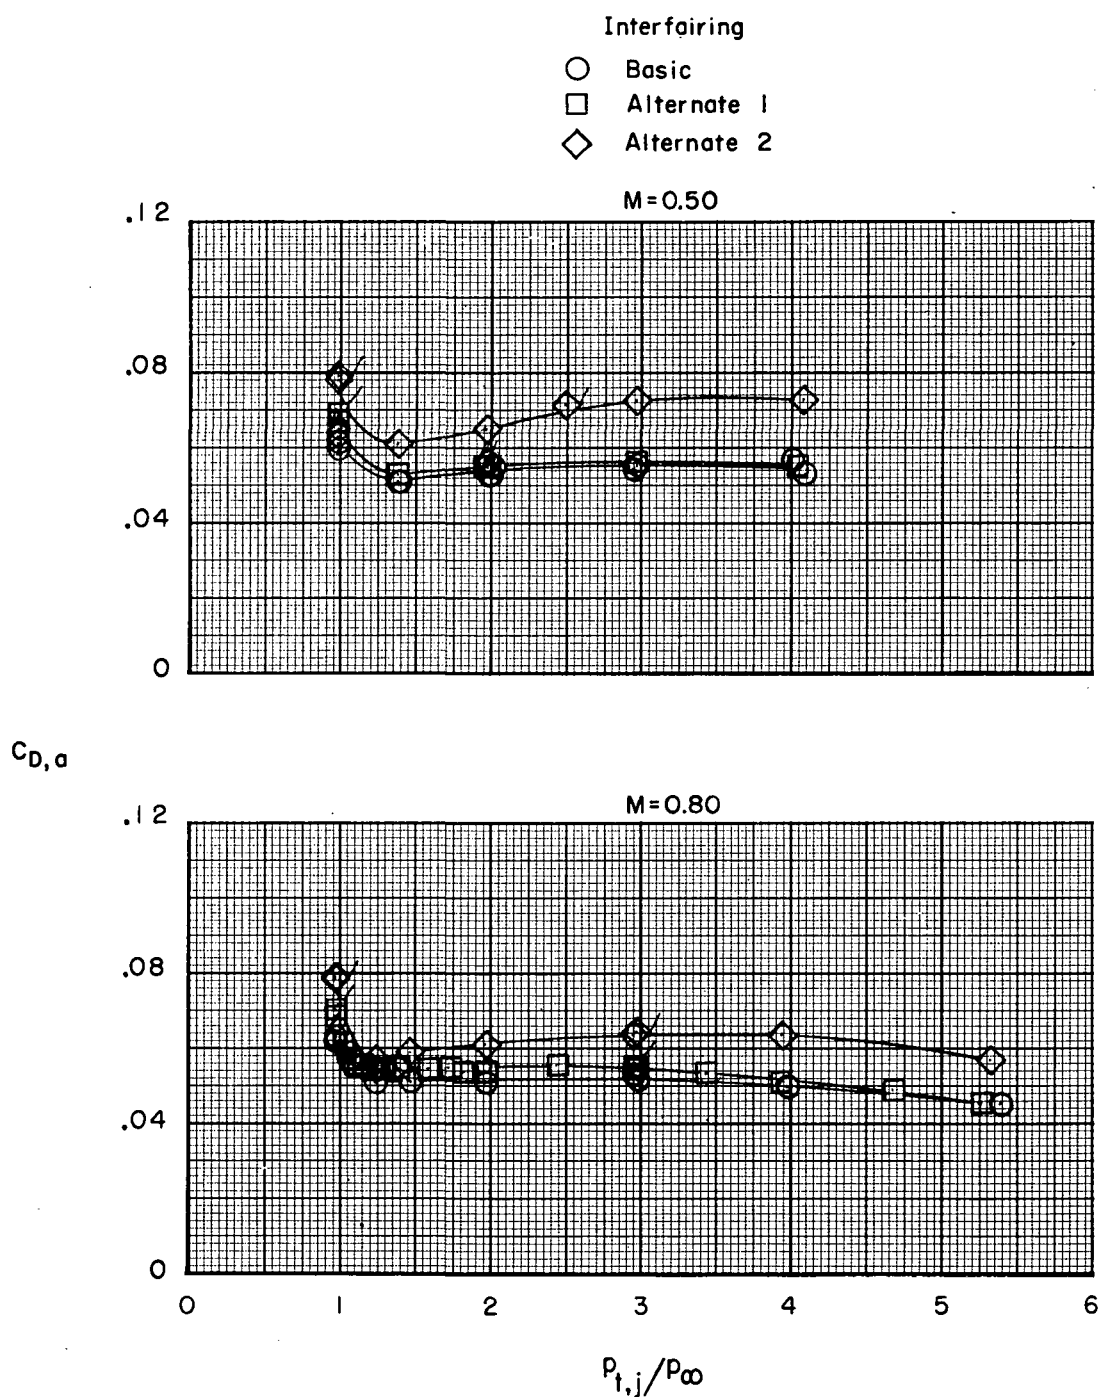 Interfairing
Basic
Alternate 1
Alternate 2
M=0.50
.12
.08
.04
0
C_D,a
M=0.80
.12
.08
.04
0
0 1 2 3 4 5 6
p_t,j/p_∞